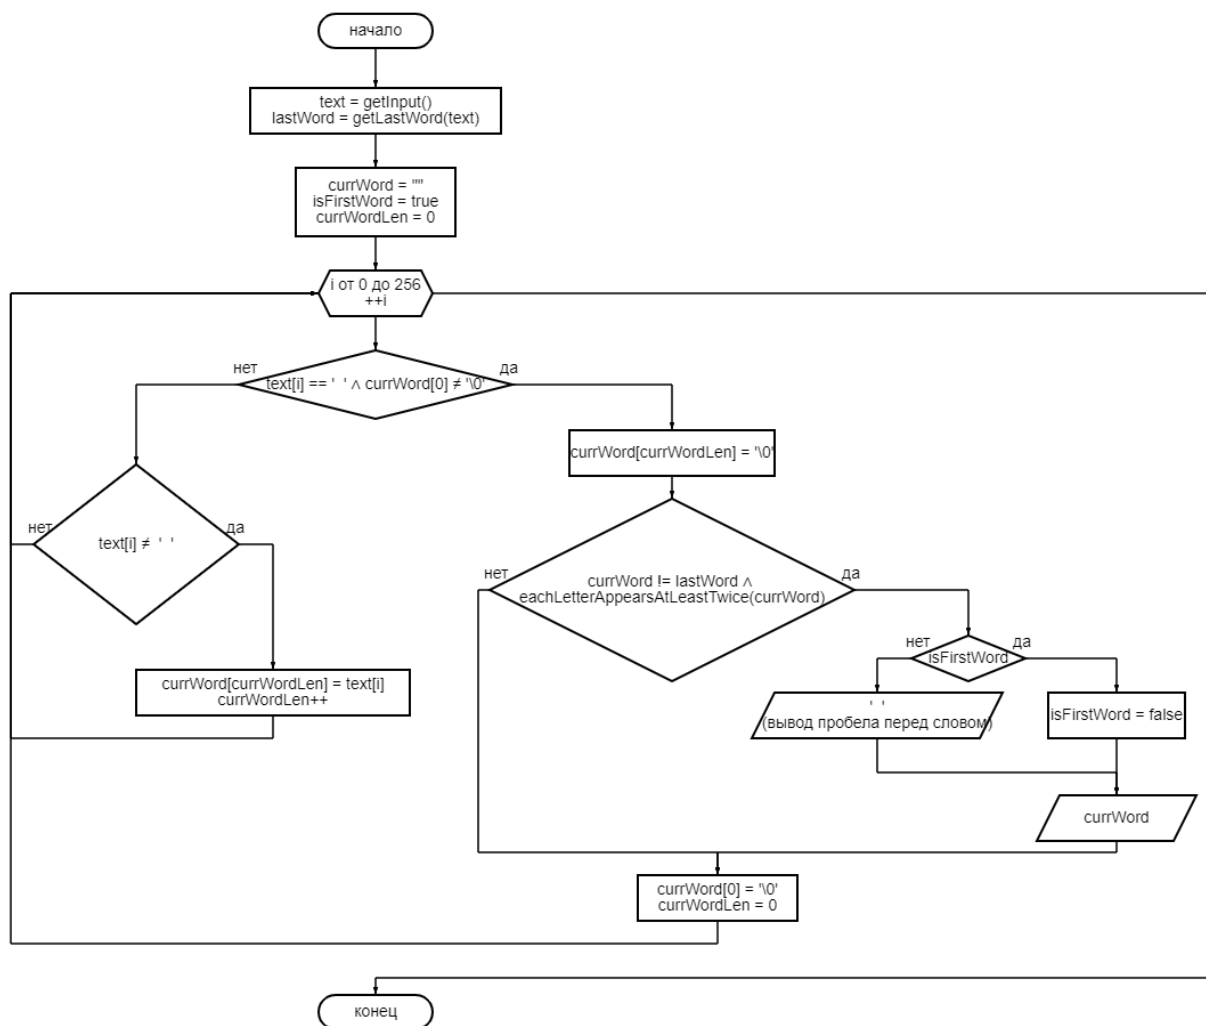 начало
text = getInput()
lastWord = getLastWord(text)
currWord = ""
isFirstWord = true
currWordLen = 0
i от 0 до 256
++i
нет
да
text[i] == ' ' ∧ currWord[0] ≠ '\0'
currWord[currWordLen] = '\0'
нет
да
text[i] ≠ ' '
нет
да
currWord != lastWord ∧
eachLetterAppearsAtLeastTwice(currWord)
нет
да
isFirstWord
currWord[currWordLen] = text[i]
currWordLen++
' '
(вывод пробела перед словом)
isFirstWord = false
currWord
currWord[0] = '\0'
currWordLen = 0
конец